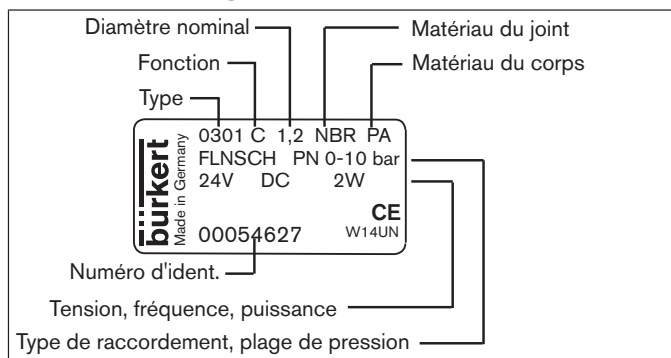 Diamètre nominal
Matériau du joint
Fonction
Matériau du corps
Type
bürkert
Made in Germany
0301 C 1,2 NBR PA
FLNSCH PN 0-10 bar
24V DC 2W
CE
00054627 W14UN
Numéro d'ident.
Tension, fréquence, puissance
Type de raccordement, plage de pression